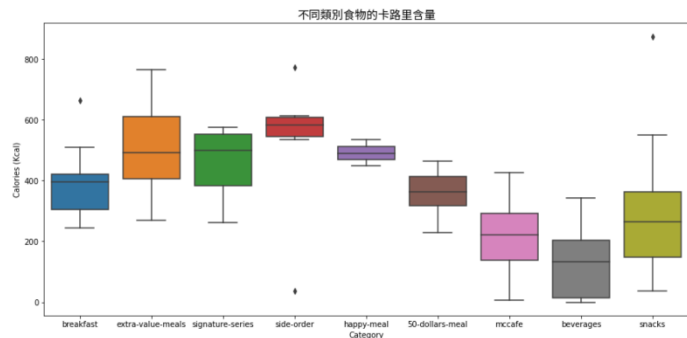 不同類別食物的卡路里含量
Calories (Kcal)
800
600
400
200
0
breakfast extra-value-meals signature-series side-order happy-meal 50-dollars-meal mccafe beverages snacks
Category